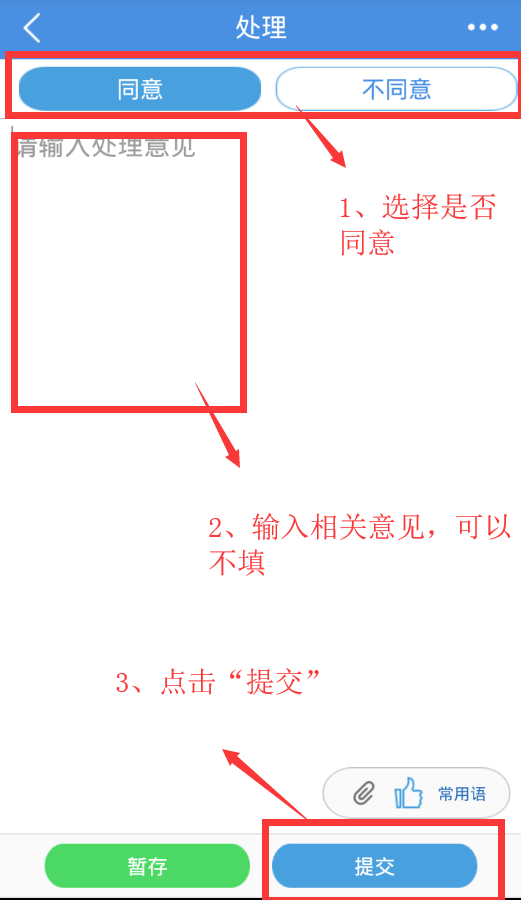 处理
同意
不同意
请输入处理意见
1、选择是否
同意
2、输入相关意见，可以
不填
3、点击“提交”
常用语
暂存
提交